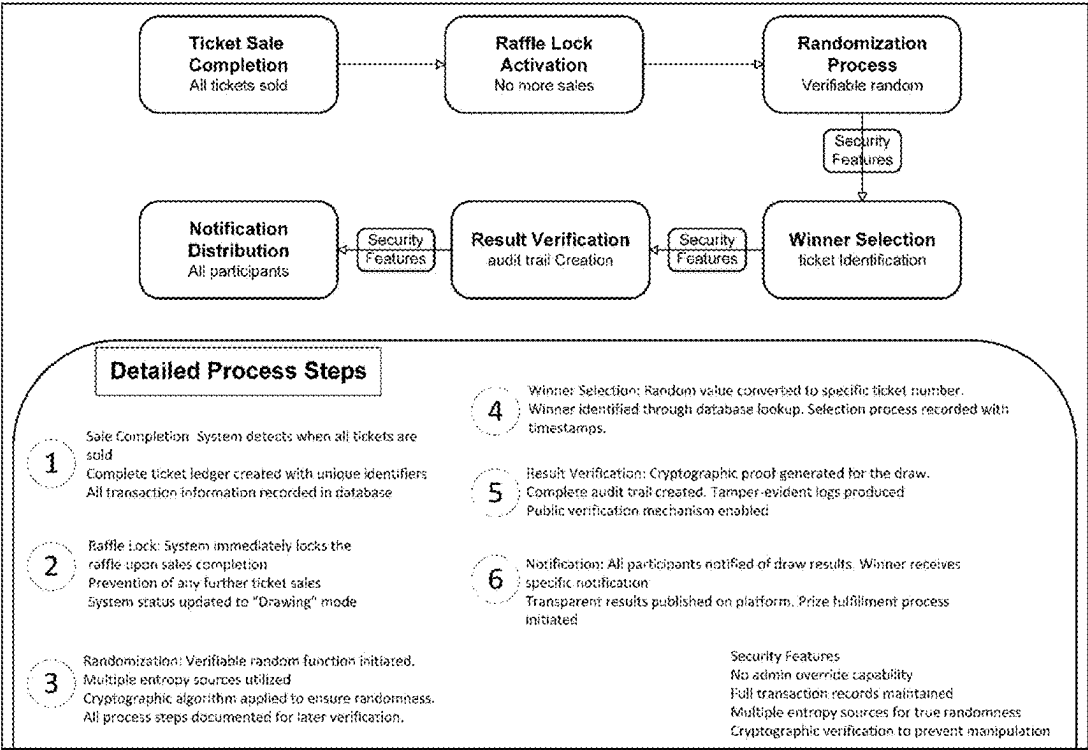 Ticket Sale
Completion
All tickets sold
Raffle Lock
Activation
No more sales
Randomization
Process
Verifiable random
Security
Features
Notification
Distribution
All participants
Security
Features
Result Verification
audit trail Creation
Security
Features
Winner Selection
ticket Identification
Detailed Process Steps
1
Sale Completion System detects when all tickets are
sold
Complete ticket ledger created with unique identifiers
All transaction information recorded in database
2
Raffle Lock: System immediately locks the
raffle upon sales completion
Prevention of any further ticket sales
System status updated to "Drawing" mode
3
Randomization: Verifiable random function initiated.
Multiple entropy sources utilized
Cryptographic algorithm applied to ensure randomness.
All process steps documented for later verification.
4
Winner Selection: Random value converted to specific ticket number.
Winner identified through database lookup. Selection process recorded with
timestamps.
5
Result Verification: Cryptographic proof generated for the draw.
Complete audit trail created. Tamper-evident logs produced
Public verification mechanism enabled
6
Notification: All participants notified of draw results. Winner receives
specific notification
Transparent results published on platform. Prize fulfillment process
initiated
Security Features
No admin override capability
Full transaction records maintained
Multiple entropy sources for true randomness
Cryptographic verification to prevent manipulation